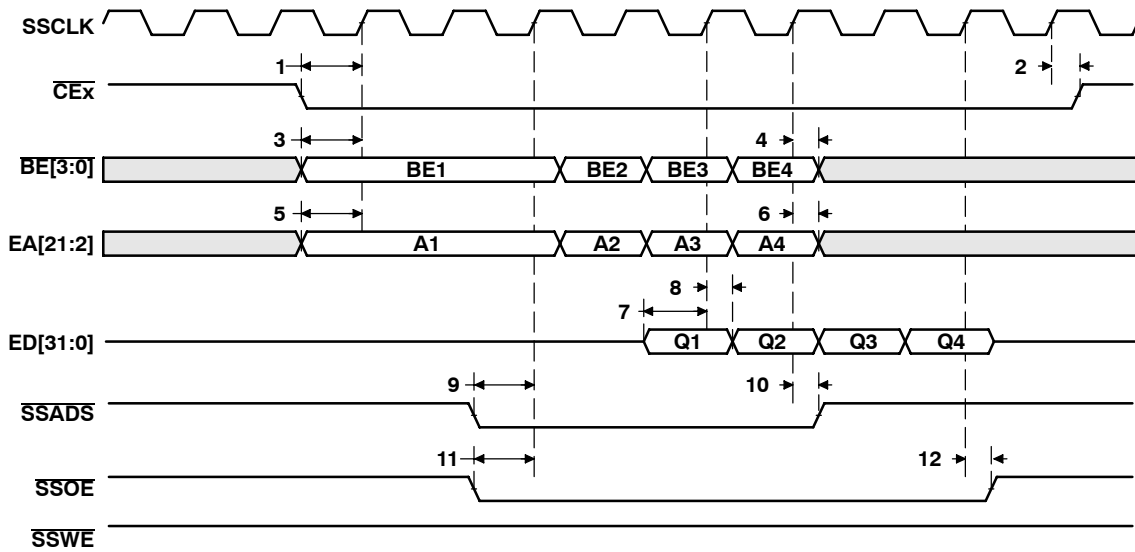 SSCLK
1
2
CEx
3
4
BE[3:0]
BE1
BE2
BE3
BE4
5
6
EA[21:2]
A1
A2
A3
A4
8
7
ED[31:0]
Q1
Q2
Q3
Q4
9
10
SSADS
11
12
SSOE
SSWE